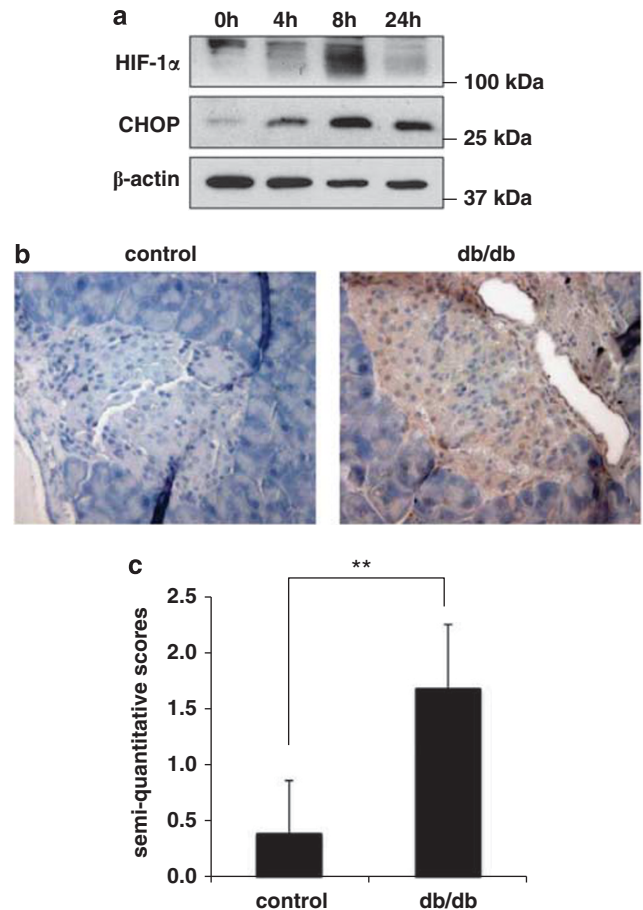 a
0h 4h 8h 24h
HIF-1α
100 kDa
CHOP
25 kDa
β-actin
37 kDa
b
control db/db
c
**
semi-quantitative scores
2.5
2.0
1.5
1.0
0.5
0.0
control db/db